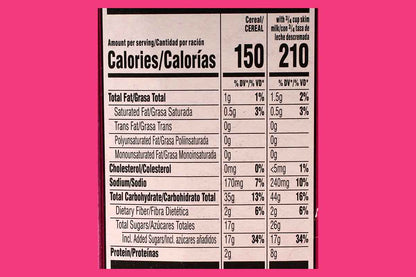 Cereal/
CEREAL
with 3/4 cup skim
milk/con 3/4 taza de
leche descremada
Amount per serving/Cantidad por ración
Calories/Calorías 150 210
% DV*/% VD* % DV*/% VD*
Total Fat/Grasa Total 1g 1% 1.5g 2%
Saturated Fat/Grasa Saturada 0.5g 3% 0.5g 3%
Trans Fat/Grasa Trans 0g 0g
Polyunsaturated Fat/Grasa Poliinsaturada 0g 0g
Monounsaturated Fat/Grasa Monoinsaturada 0g 0g
Cholesterol/Colesterol 0mg 0% <5mg 1%
Sodium/Sodio 170mg 7% 240mg 10%
Total Carbohydrate/Carbohidrato Total 35g 13% 44g 16%
Dietary Fiber/Fibra Dietética 2g 6% 2g 6%
Total Sugars/Azúcares Totales 17g 26g
Incl. Added Sugars/Incl. azúcares añadidos 17g 34% 17g 34%
Protein/Proteínas 2g 8g